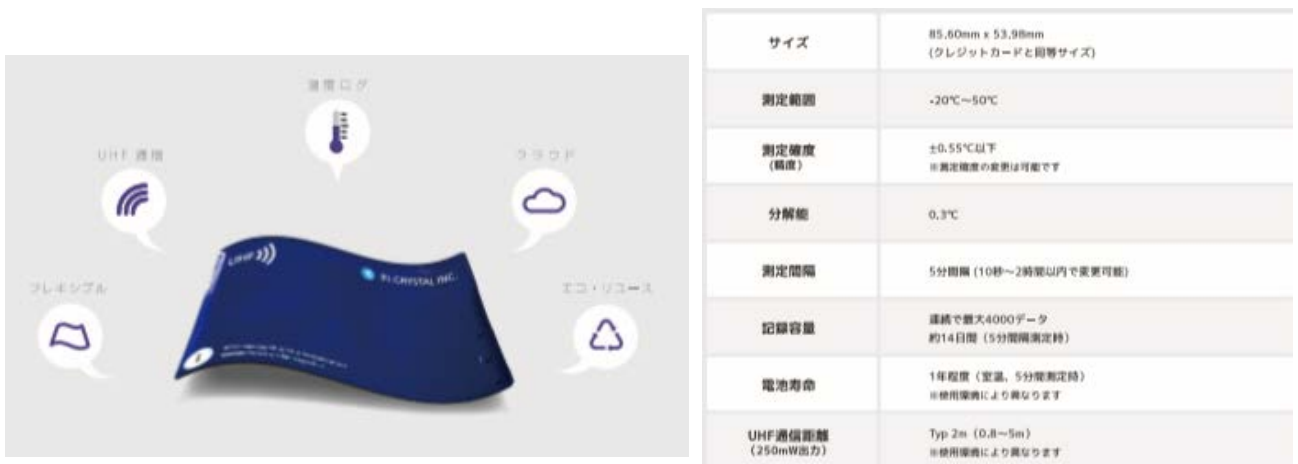 温度ログ
UHF 通信
クラウド
フレキシブル
エコ・リユース
UHF
CRYSTAL INC.
サイズ
85.60mm x 53.98mm
(クレジットカードと同等サイズ)
測定範囲
-20℃～50℃
測定確度
(精度)
±0.55℃以下
※測定確度の変更は可能です
分解能
0.3℃
測定間隔
5分間隔 (10秒～2時間以内で変更可能)
記録容量
連続で最大4000データ
約14日間（5分間隔測定時）
電池寿命
1年程度（室温、5分間測定時）
※使用環境により異なります
UHF通信距離
(250mW出力)
Typ 2m（0.8～5m）
※使用環境により異なります